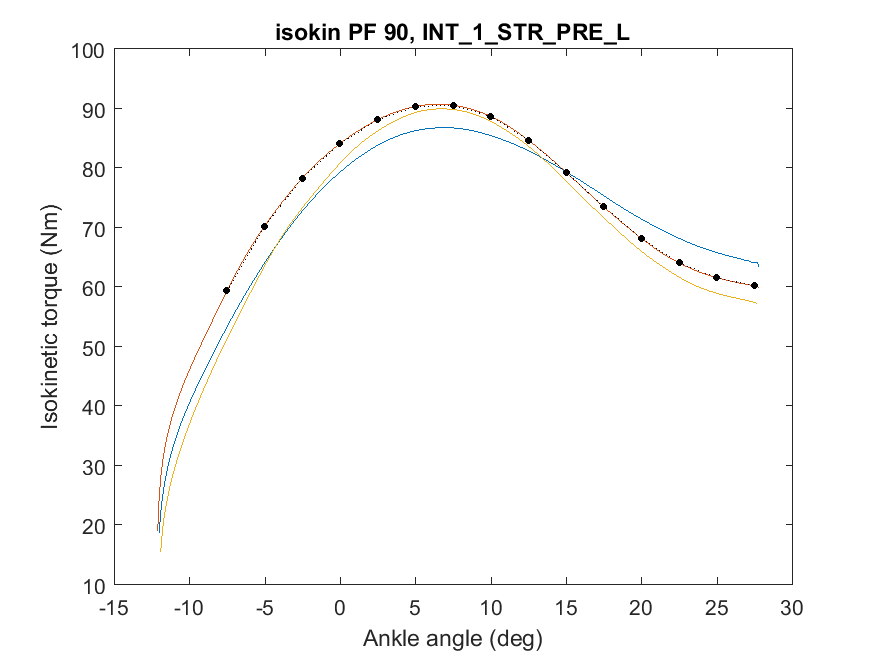 isokin PF 90, INT_1_STR_PRE_L
100
90
80
70
60
50
40
30
20
10
Isokinetic torque (Nm)
-15 -10 -5 0 5 10 15 20 25 30
Ankle angle (deg)